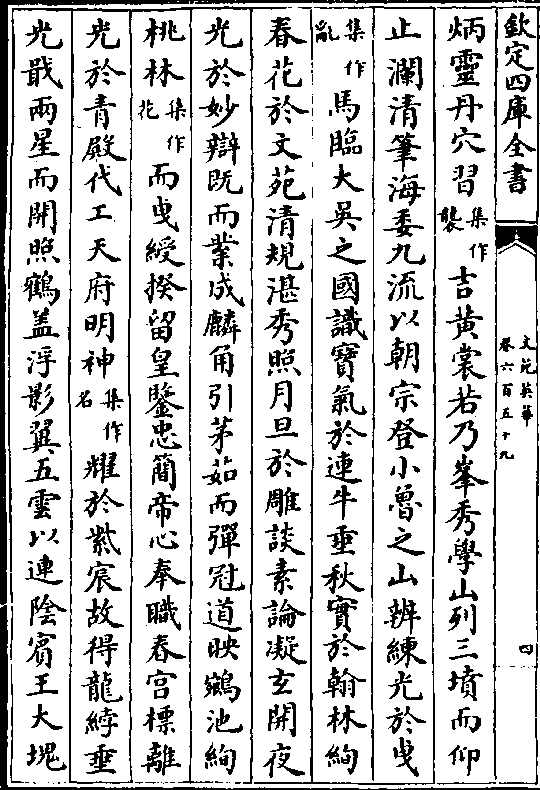 欽定四庫全書
文苑英華
卷六百五十九
四
炳靈丹穴習集作襲吉黃裳若乃峯秀學山列三墳而仰
止瀾清筆海委九流以朝宗登小魯之山辨練光於曳
集作亂馬臨大吳之國識寶氣於連牛垂秋實於翰林絢
春花於文苑清規湛秀照月旦於雕談素論凝玄開夜
光於妙辯既而業成麟角引茅茹而彈冠道映鵷池絢
桃林集作花而曳綬揆留皇鑒忠簡帝心奉職春宫標離
光於青殿代工天府明神集作名耀於紫宸故得龍綍垂
光戢兩星而開照鶴盖浮影翼五雲以連陰賓王大塊